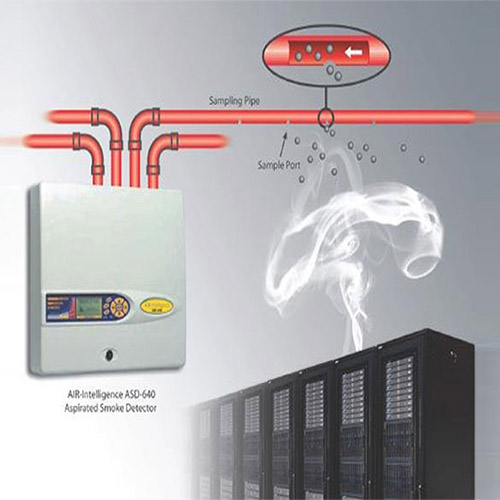 Sampling Pipe
Sample Port
AIR-Intelligence ASD-640
Aspirated Smoke Detector